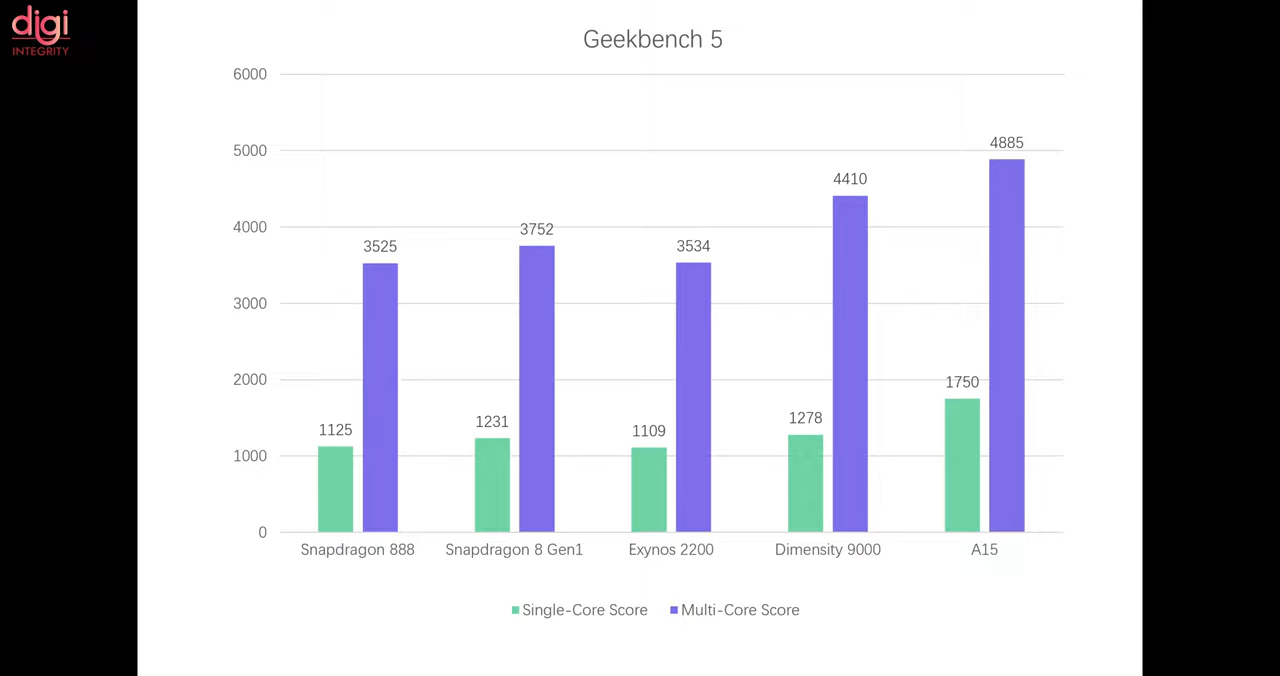 digi
INTEGRITY
Geekbench 5
6000
5000
4000
3000
2000
1000
0
1125
3525
1231
3752
1109
3534
1278
4410
1750
4885
Snapdragon 888
Snapdragon 8 Gen1
Exynos 2200
Dimensity 9000
A15
Single-Core Score
Multi-Core Score